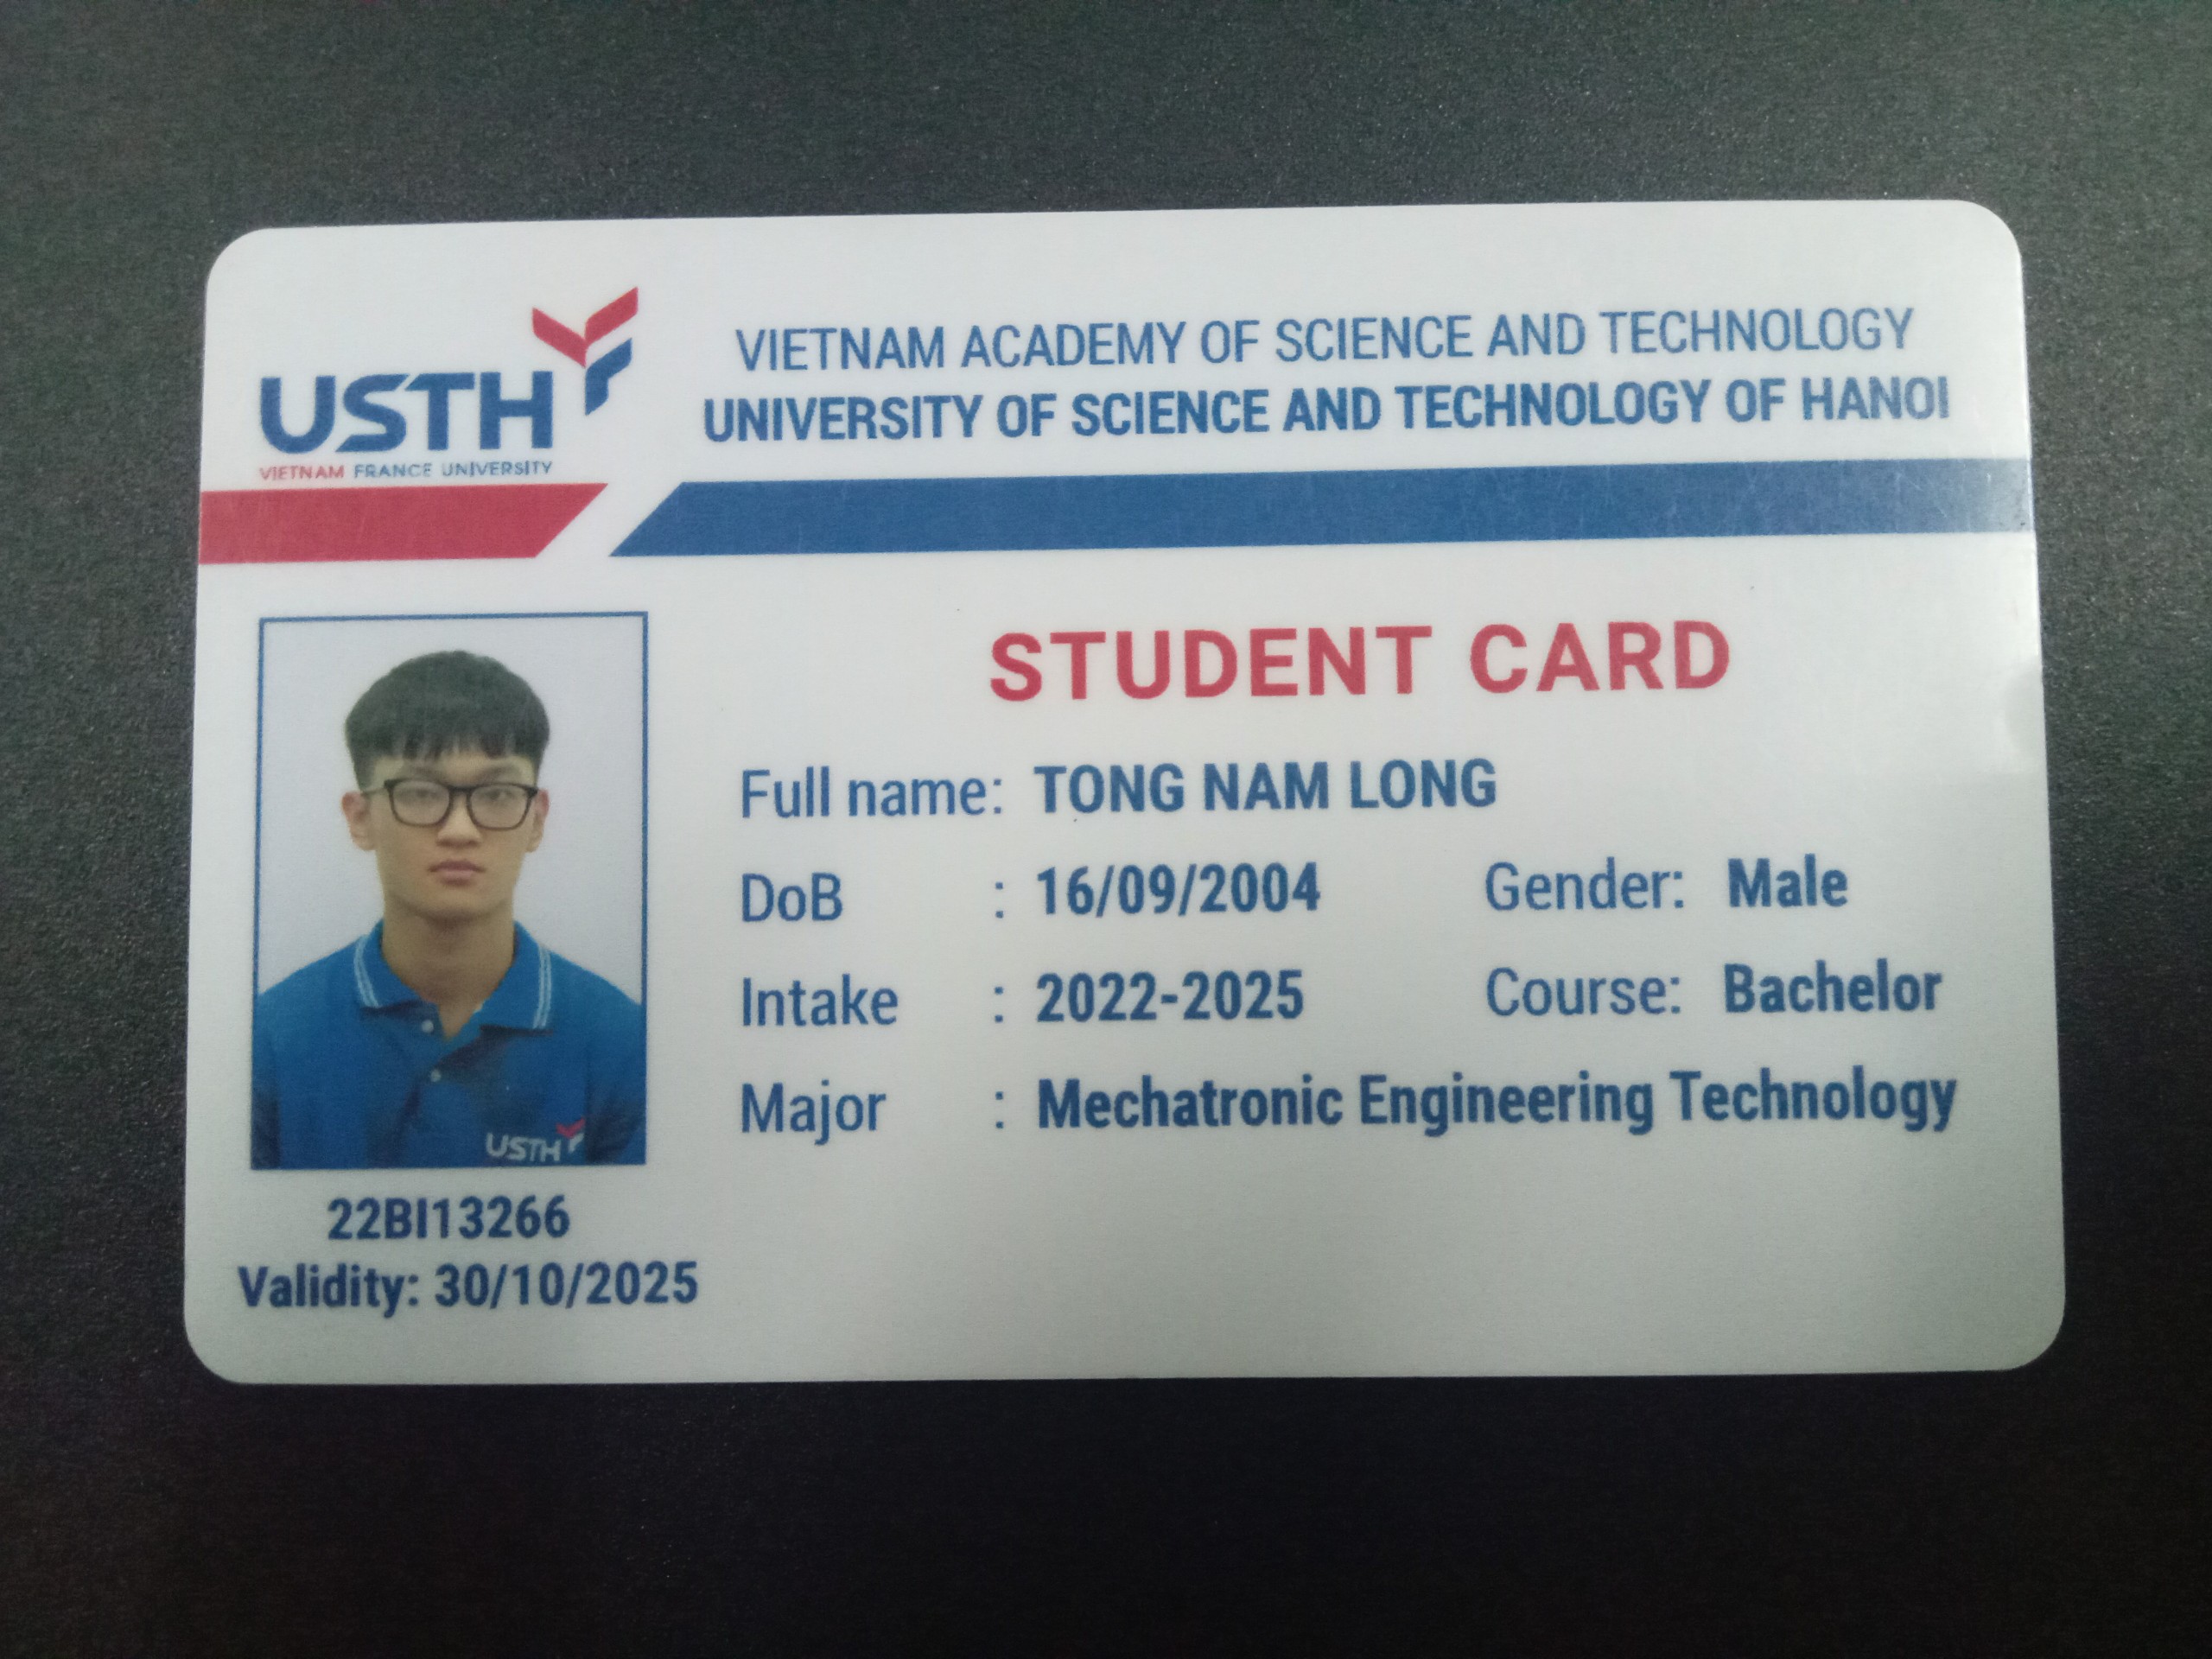 USTH
VIETNAM FRANCE UNIVERSITY
VIETNAM ACADEMY OF SCIENCE AND TECHNOLOGY
UNIVERSITY OF SCIENCE AND TECHNOLOGY OF HANOI
STUDENT CARD
Full name: TONG NAM LONG
DoB : 16/09/2004 Gender: Male
Intake : 2022-2025 Course: Bachelor
Major : Mechatronic Engineering Technology
USTH
22BI13266
Validity: 30/10/2025